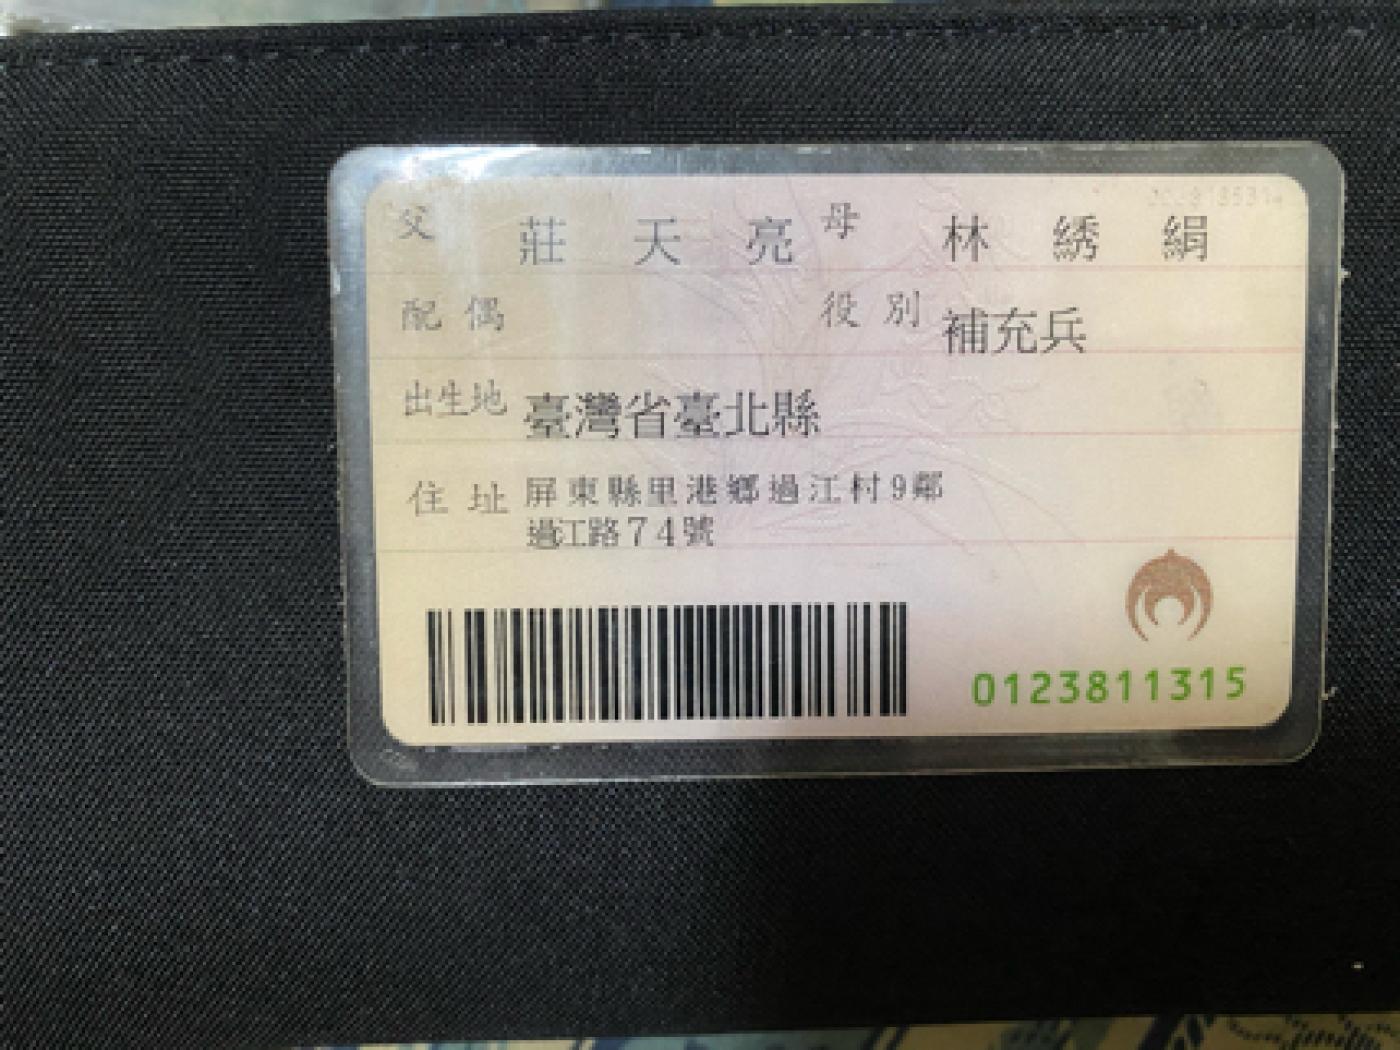 父 莊天亮 母 林綉絹
配偶 役別 補充兵
出生地 臺灣省臺北縣
住址 屏東縣里港鄉過江村9鄰
過江路74號
0123811315